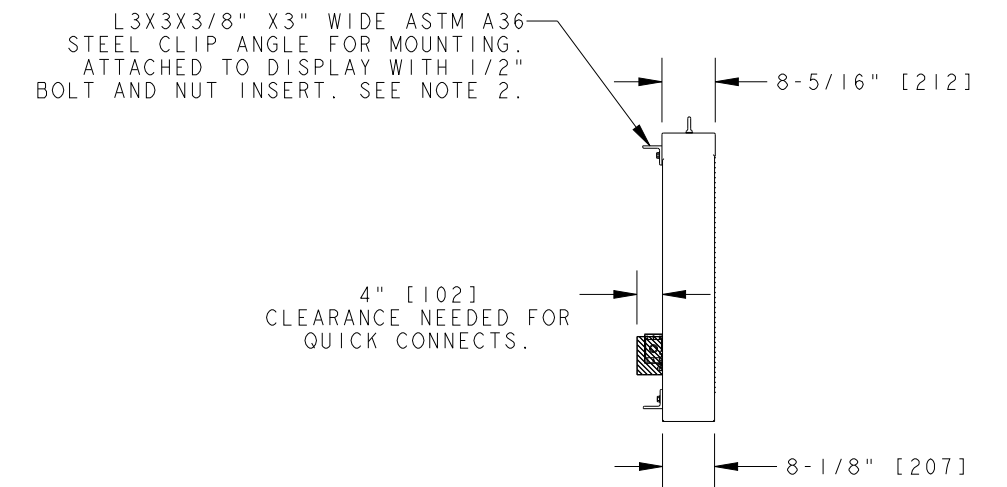 L3X3X3/8" X3" WIDE ASTM A36
STEEL CLIP ANGLE FOR MOUNTING.
ATTACHED TO DISPLAY WITH 1/2"
BOLT AND NUT INSERT. SEE NOTE 2.
8-5/16" [212]
4" [102]
CLEARANCE NEEDED FOR
QUICK CONNECTS.
8-1/8" [207]